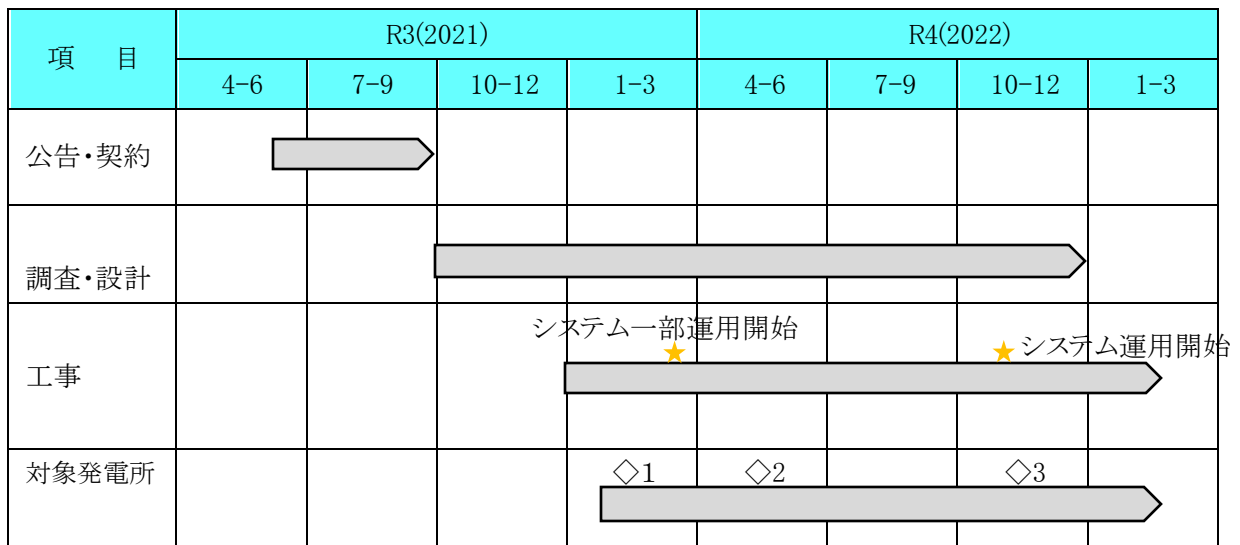 項　目
R3(2021)
R4(2022)
4-6
7-9
10-12
1-3
4-6
7-9
10-12
1-3
公告・契約
調査・設計
システム一部運用開始
★
★システム運用開始
工事
対象発電所
◇1
◇2
◇3